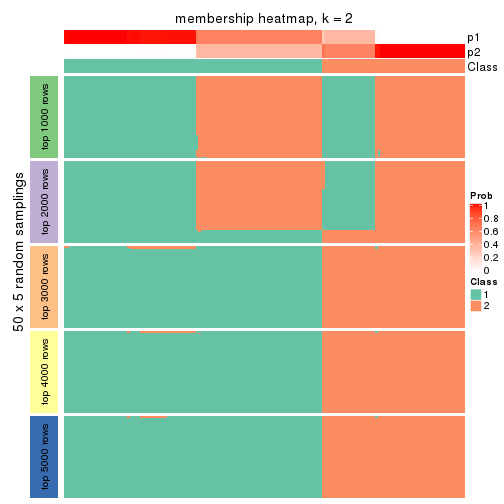 membership heatmap, k = 2
p1
p2
Class
50 x 5 random samplings
top 1000 rows
top 2000 rows
top 3000 rows
top 4000 rows
top 5000 rows
Prob
1
0.8
0.6
0.4
0.2
0
Class
1
2